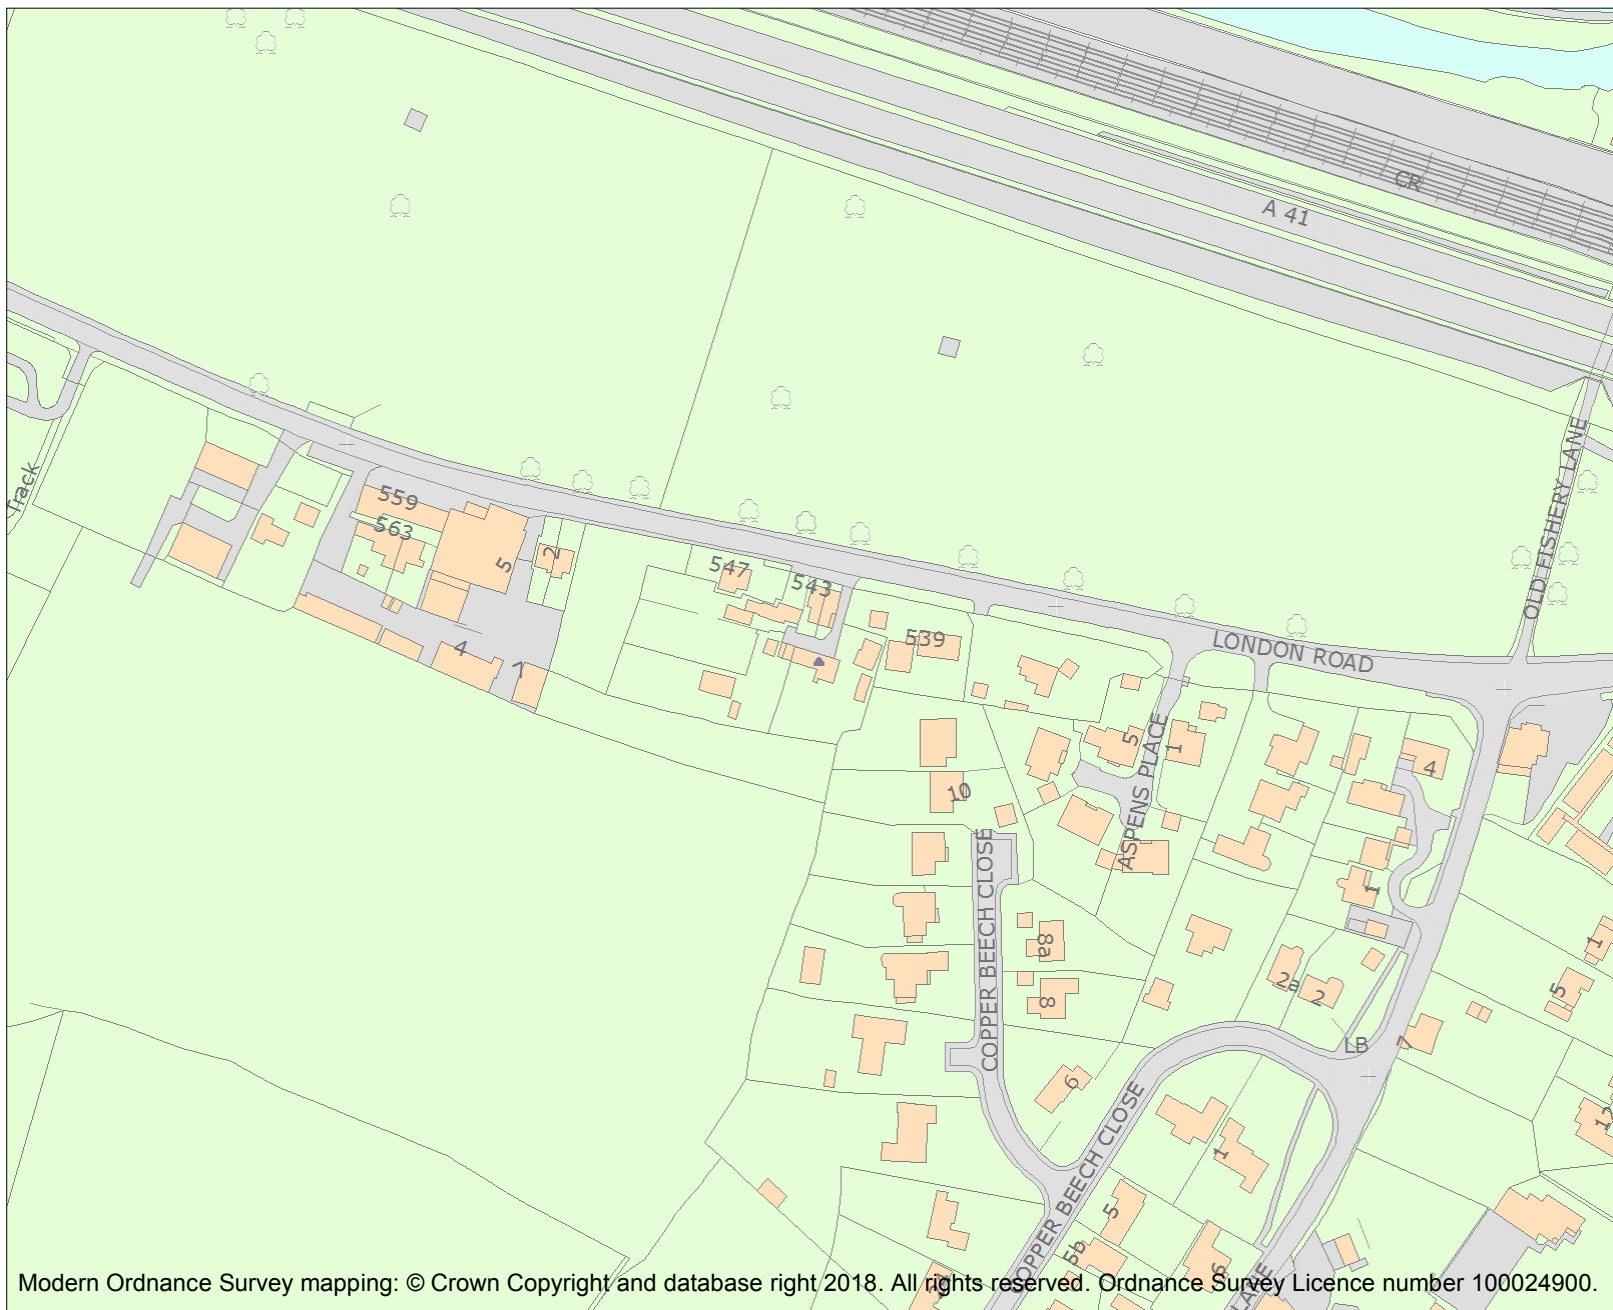 CR
A 41
OLD FISHERY LANE
Track
559
563
5
2
547
543
539
LONDON ROAD
4
7
5
1
ASPENS PLACE
4
10
COPPER BEECH CLOSE
1
8a
8
2a
2
1
5
LB
7
6
COPPER BEECH CLOSE
1
12
5
5b
6
LANE
Modern Ordnance Survey mapping: © Crown Copyright and database right 2018. All rights reserved. Ordnance Survey Licence number 100024900.